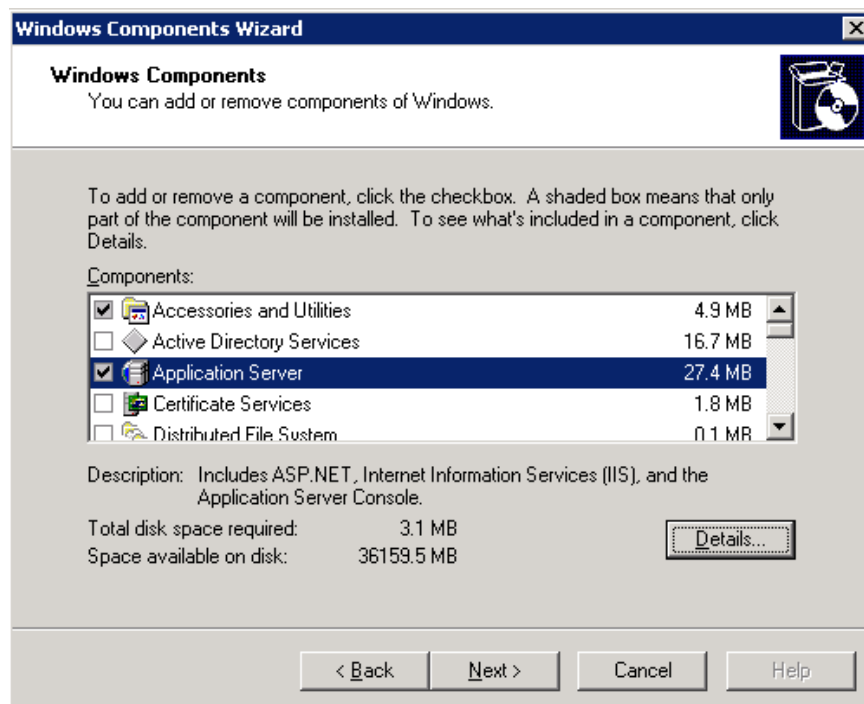 Windows Components Wizard
Windows Components
You can add or remove components of Windows.
To add or remove a component, click the checkbox. A shaded box means that only
part of the component will be installed. To see what's included in a component, click
Details.
Components:
Accessories and Utilities 4.9 MB
Active Directory Services 16.7 MB
Application Server 27.4 MB
Certificate Services 1.8 MB
Distributed File System 0.1 MB
Description: Includes ASP.NET, Internet Information Services (IIS), and the
Application Server Console.
Total disk space required: 3.1 MB
Space available on disk: 36159.5 MB
Details...
< Back Next > Cancel Help